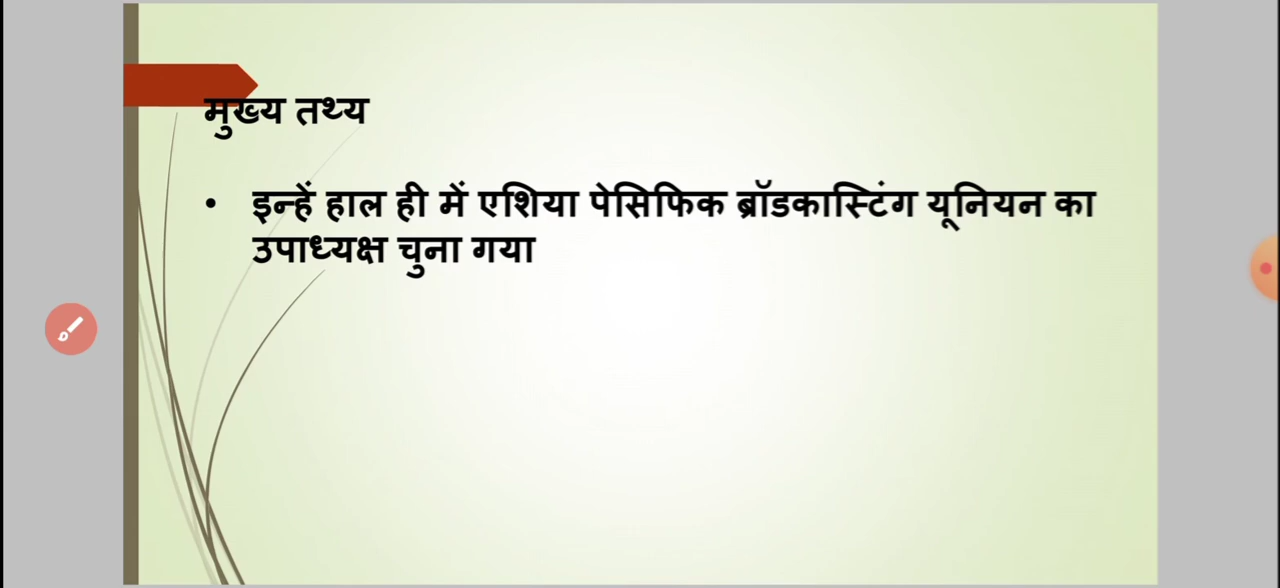 मुख्य तथ्य
• इन्हें हाल ही में एशिया पेसिफिक ब्रॉडकास्टिंग यूनियन का
उपाध्यक्ष चुना गया